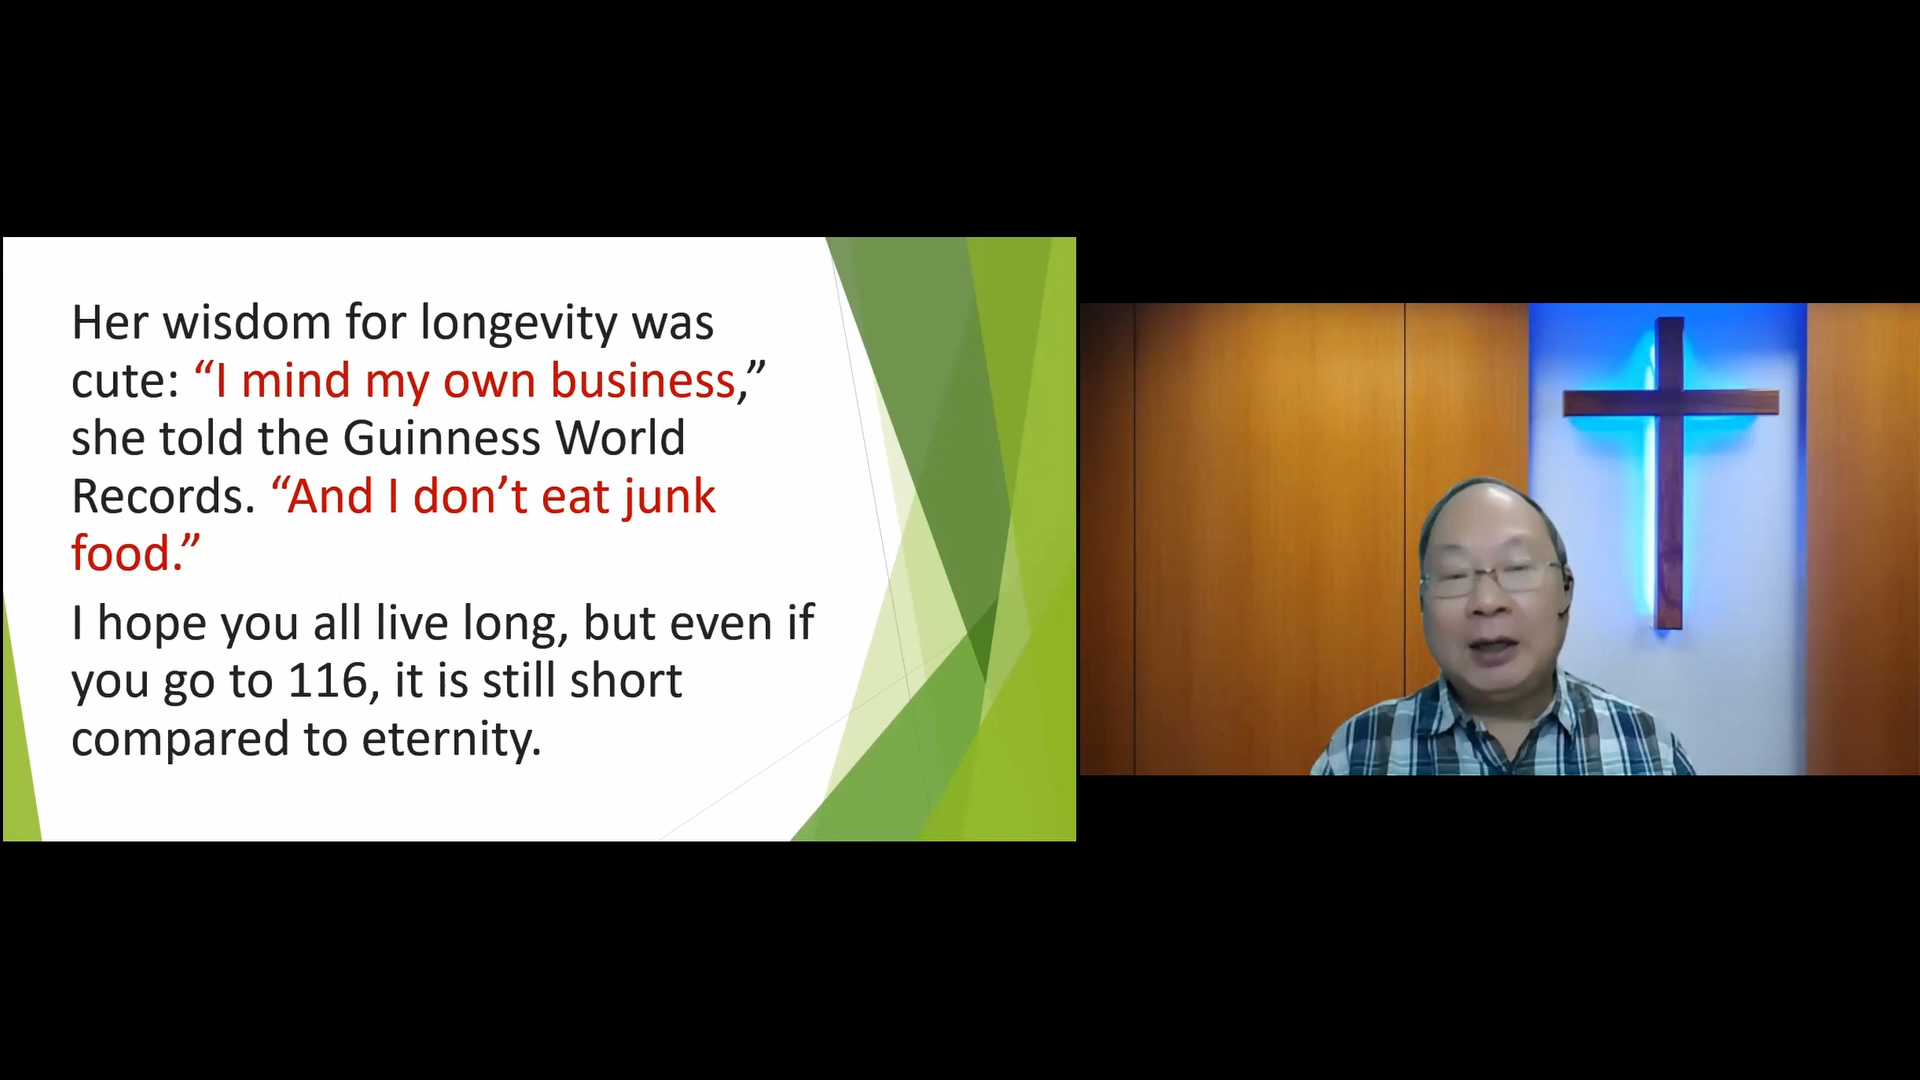 Her wisdom for longevity was
cute: “I mind my own business,”
she told the Guinness World
Records. “And I don’t eat junk
food.”
I hope you all live long, but even if
you go to 116, it is still short
compared to eternity.